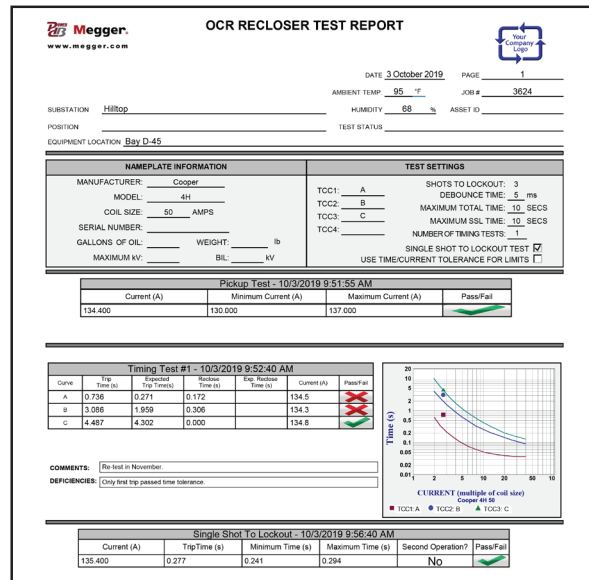 Power DB Megger.
www.megger.com
OCR RECLOSER TEST REPORT
Your
Company
Logo
DATE 3 October 2019 PAGE 1
AMBIENT TEMP. 95 °F JOB # 3624
SUBSTATION Hilltop HUMIDITY 68 % ASSET ID
POSITION TEST STATUS
EQUIPMENT LOCATION Bay D-45
NAMEPLATE INFORMATION
MANUFACTURER: Cooper
MODEL: 4H
COIL SIZE: 50 AMPS
SERIAL NUMBER:
GALLONS OF OIL: WEIGHT: lb
MAXIMUM kV: BIL: kV
TEST SETTINGS
TCC1: A
TCC2: B
TCC3: C
TCC4:
SHOTS TO LOCKOUT: 3
DEBOUNCE TIME: 5 ms
MAXIMUM TOTAL TIME: 10 SECS
MAXIMUM SSL TIME: 10 SECS
NUMBER OF TIMING TESTS: 1
SINGLE SHOT TO LOCKOUT TEST
USE TIME/CURRENT TOLERANCE FOR LIMITS
Pickup Test - 10/3/2019 9:51:55 AM
Current (A) Minimum Current (A) Maximum Current (A) Pass/Fail
134.400 130.000 137.000
Timing Test #1 - 10/3/2019 9:52:40 AM
Curve Trip Time (s) Expected Trip Time(s) Reclose Time (s) Exp. Reclose Time (s) Current (A) Pass/Fail
A 0.736 0.271 0.172 134.5
B 3.086 1.959 0.306 134.3
C 4.487 4.302 0.000 134.8
COMMENTS: Re-test in November.
DEFICIENCIES: Only first trip passed time tolerance.
Time (s)
20
10
5
2
1
0.5
0.2
0.1
0.05
0.02
0.01
1 2 5 10 20 50 10
CURRENT (multiple of coil size)
Cooper 4H 50
TCC1: A TCC2: B TCC3: C
Single Shot To Lockout - 10/3/2019 9:56:40 AM
Current (A) TripTime (s) Minimum Time (s) Maximum Time (s) Second Operation? Pass/Fail
135.400 0.277 0.241 0.294 No